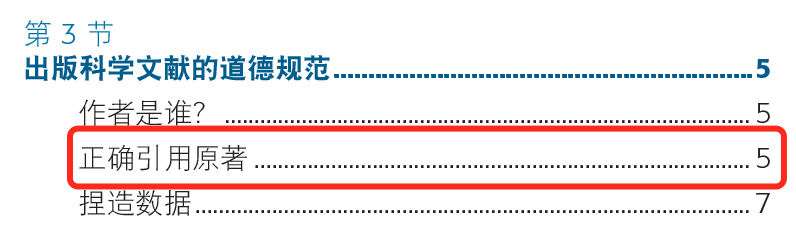 第 3 节
出版科学文献的道德规范........................................................5
作者是谁? ........................................................................5
正确引用原著....................................................................5
捏造数据..........................................................................7